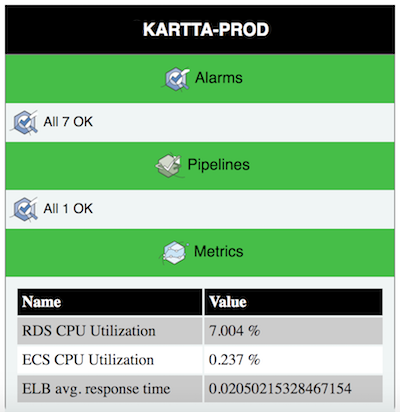 KARTTA-PROD
Alarms
All 7 OK
Pipelines
All 1 OK
Metrics
Name Value
RDS CPU Utilization 7.004 %
ECS CPU Utilization 0.237 %
ELB avg. response time 0.02050215328467154